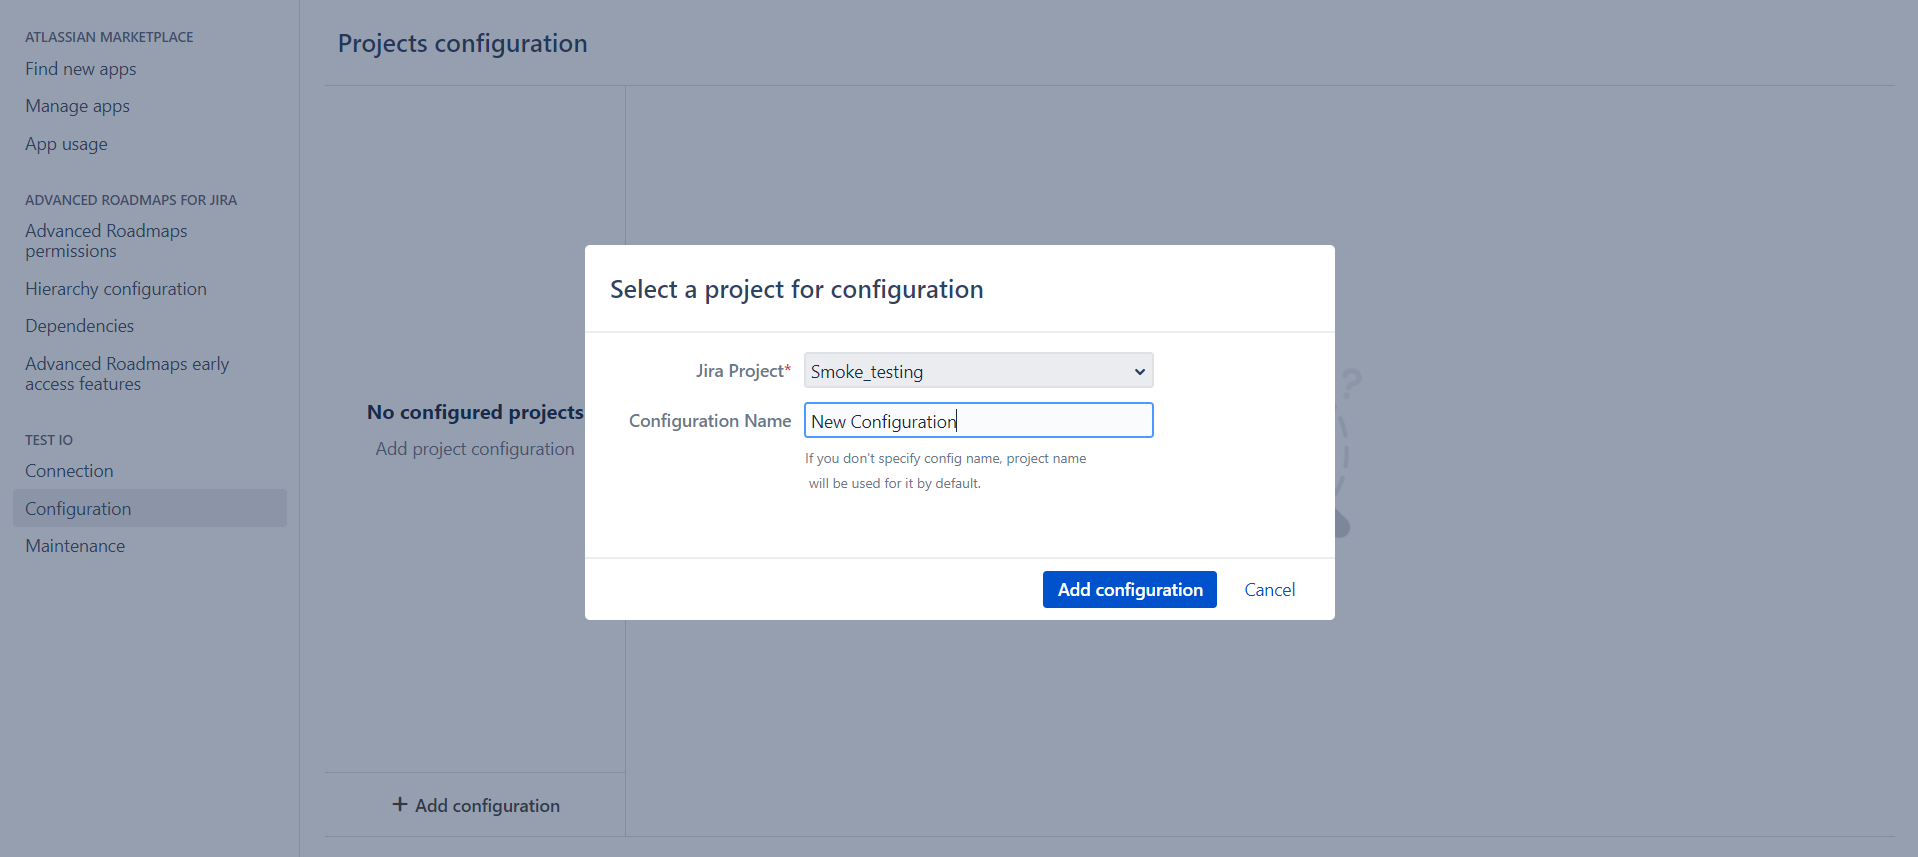 ATLASSIAN MARKETPLACE
Find new apps
Manage apps
App usage
ADVANCED ROADMAPS FOR JIRA
Advanced Roadmaps
permissions
Hierarchy configuration
Dependencies
Advanced Roadmaps early
access features
TEST IO
Connection
Configuration
Maintenance
Projects configuration
No configured projects
Add project configuration
+ Add configuration
?
Select a project for configuration
Jira Project*
Smoke_testing
Configuration Name
New Configuration
If you don't specify config name, project name
will be used for it by default.
Add configuration
Cancel